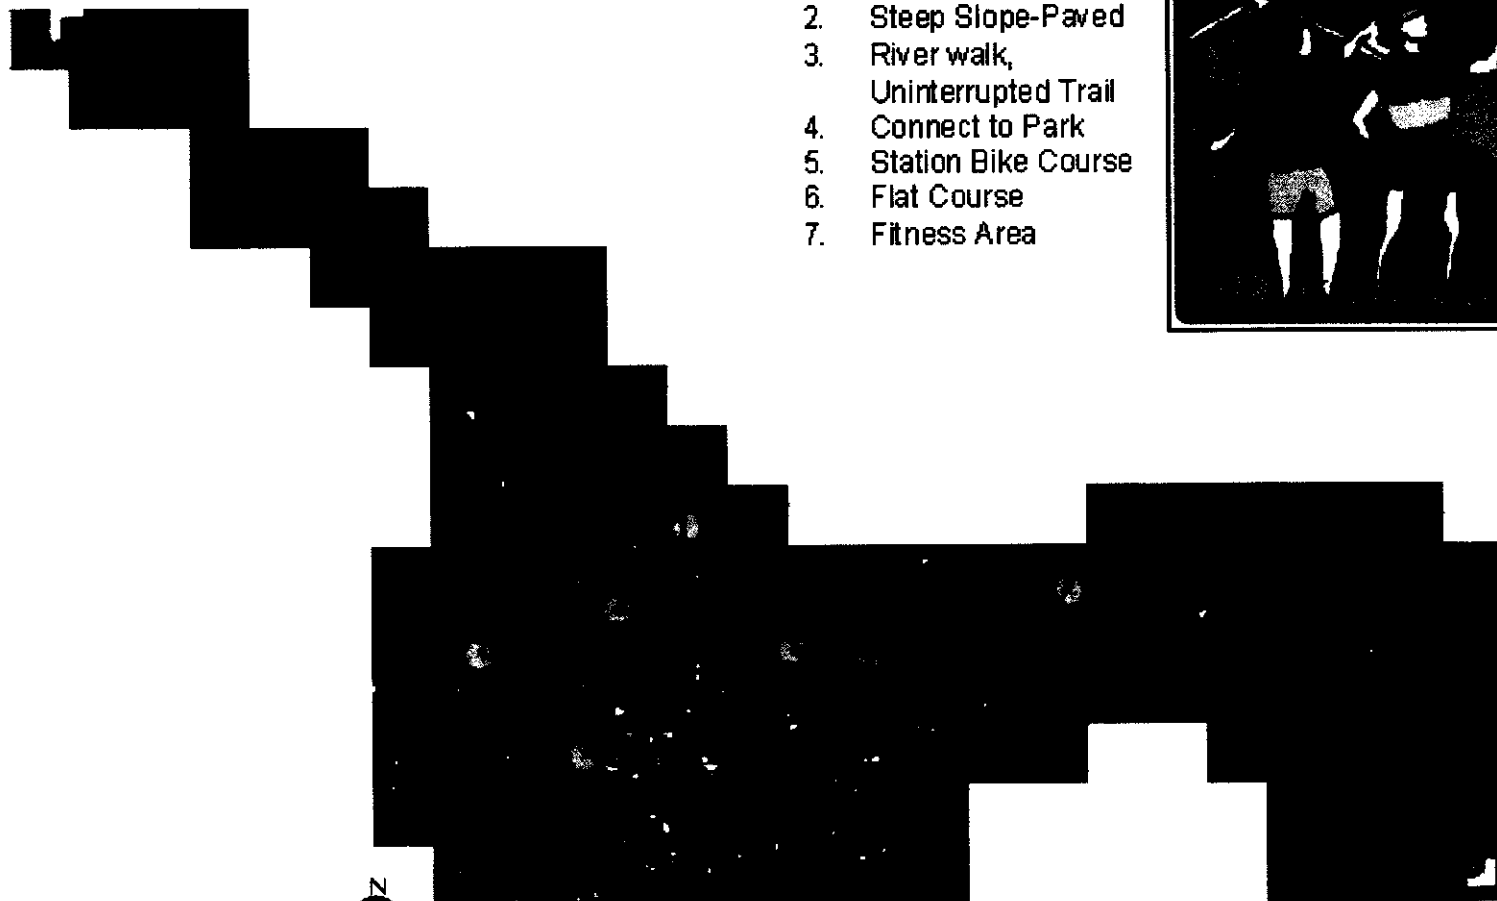 2. Steep Slope-Paved
3. River walk,
Uninterrupted Trail
4. Connect to Park
5. Station Bike Course
6. Flat Course
7. Fitness Area
N